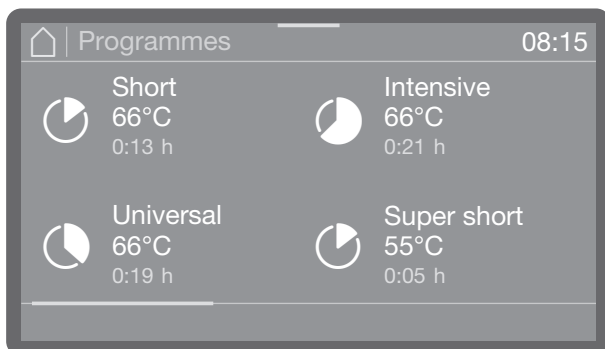 Programmes 08:15
Short
66°C
0:13 h
Intensive
66°C
0:21 h
Universal
66°C
0:19 h
Super short
55°C
0:05 h